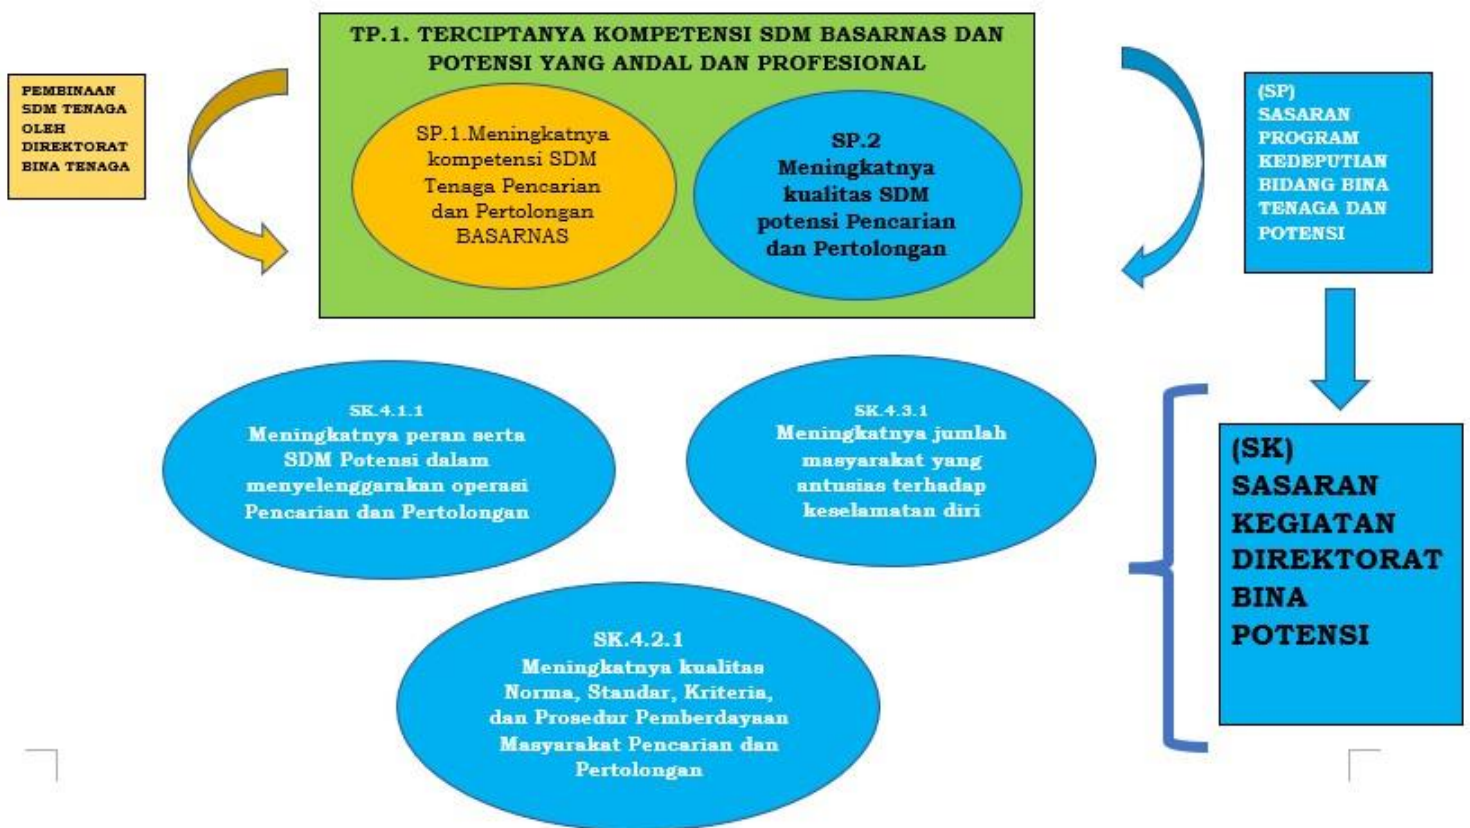 TP.1. TERCIPTANYA KOMPETENSI SDM BASARNAS DAN
POTENSI YANG ANDAL DAN PROFESIONAL
PEMBINAAN
SDM TENAGA
OLEH
DIREKTORAT
BINA TENAGA
SP.1.Meningkatnya
kompetensi SDM
Tenaga Pencarian
dan Pertolongan
BASARNAS
SP.2
Meningkatnya
kualitas SDM
potensi Pencarian
dan Pertolongan
(SP)
SASARAN
PROGRAM
KEDEPUTIAN
BIDANG BINA
TENAGA DAN
POTENSI
SK.4.1.1
Meningkatnya peran serta
SDM Potensi dalam
menyelenggarakan operasi
Pencarian dan Pertolongan
SK.4.3.1
Meningkatnya jumlah
masyarakat yang
antusias terhadap
keselamatan diri
(SK)
SASARAN
KEGIATAN
DIREKTORAT
BINA
POTENSI
SK.4.2.1
Meningkatnya kualitas
Norma, Standar, Kriteria,
dan Prosedur Pemberdayaan
Masyarakat Pencarian dan
Pertolongan